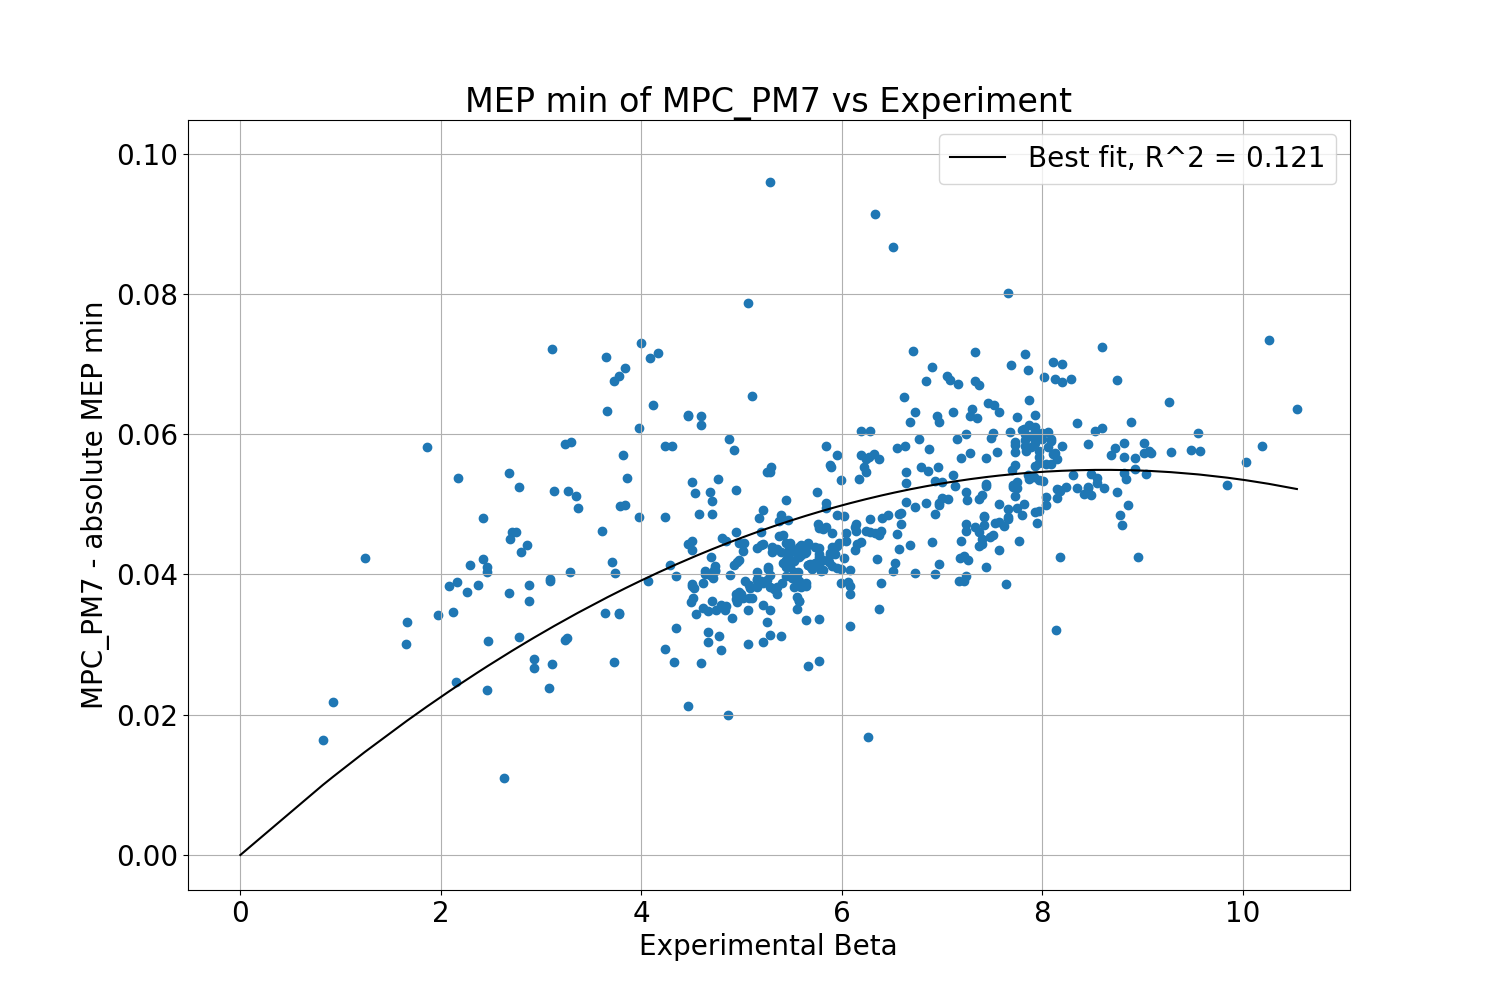 MEP min of MPC_PM7 vs Experiment
Best fit, R^2 = 0.121
MPC_PM7 - absolute MEP min
0.10
0.08
0.06
0.04
0.02
0.00
0 2 4 6 8 10
Experimental Beta